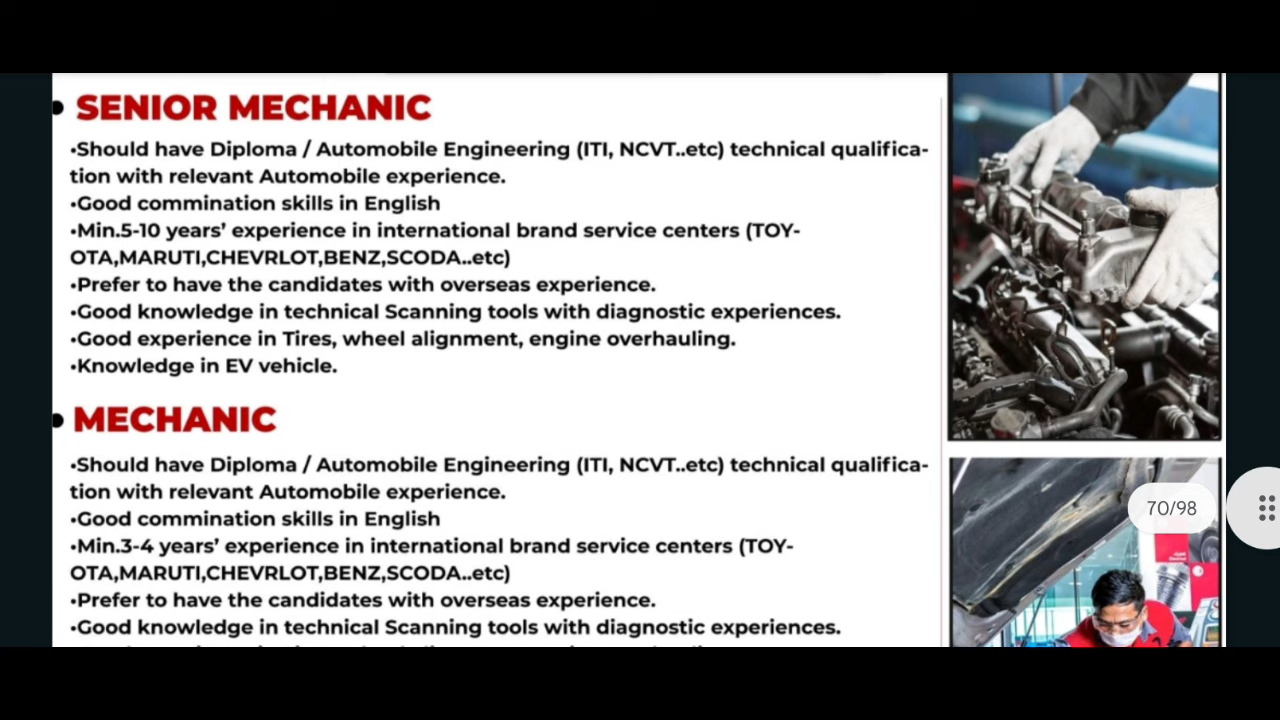 • SENIOR MECHANIC
•Should have Diploma / Automobile Engineering (ITI, NCVT..etc) technical qualifica-
tion with relevant Automobile experience.
•Good commination skills in English
•Min.5-10 years’ experience in international brand service centers (TOY-
OTA,MARUTI,CHEVRLOT,BENZ,SCODA..etc)
•Prefer to have the candidates with overseas experience.
•Good knowledge in technical Scanning tools with diagnostic experiences.
•Good experience in Tires, wheel alignment, engine overhauling.
•Knowledge in EV vehicle.
• MECHANIC
•Should have Diploma / Automobile Engineering (ITI, NCVT..etc) technical qualifica-
tion with relevant Automobile experience.
•Good commination skills in English
•Min.3-4 years’ experience in international brand service centers (TOY-
OTA,MARUTI,CHEVRLOT,BENZ,SCODA..etc)
•Prefer to have the candidates with overseas experience.
•Good knowledge in technical Scanning tools with diagnostic experiences.
70/98